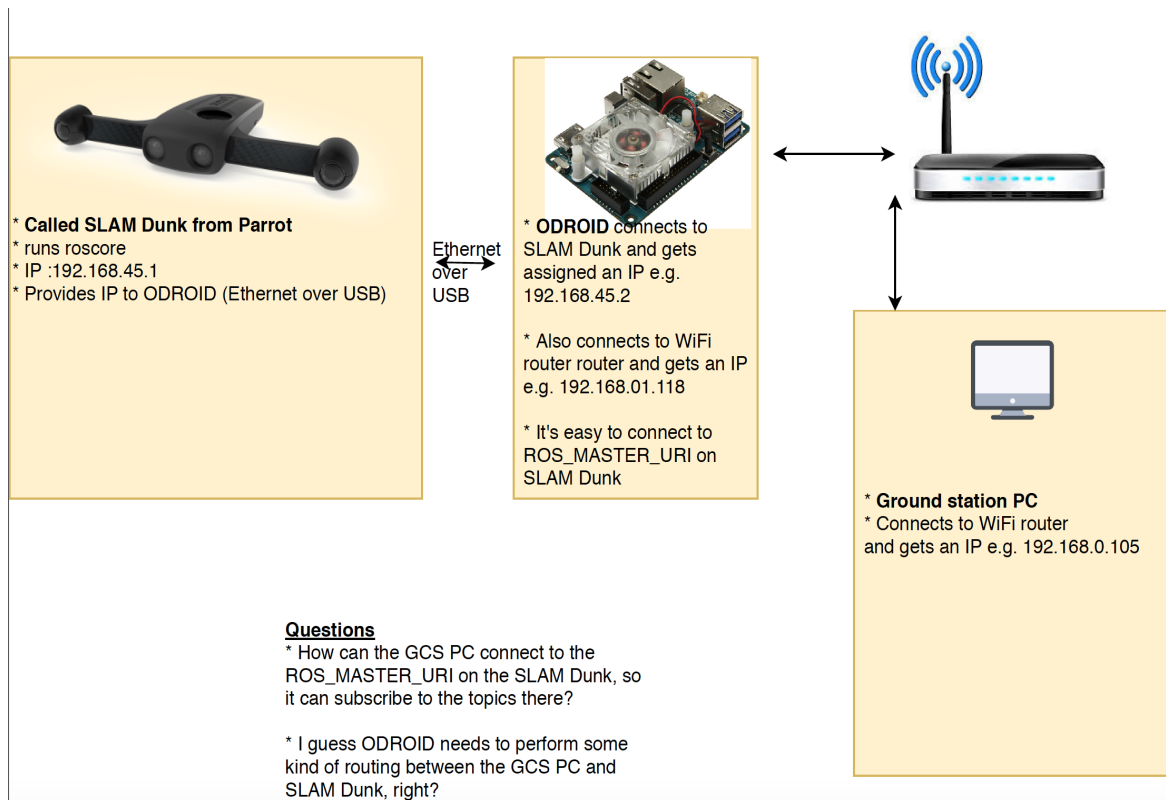 * Called SLAM Dunk from Parrot
* runs roscore
* IP :192.168.45.1
* Provides IP to ODROID (Ethernet over USB)
Ethernet
over
USB
* ODROID connects to
SLAM Dunk and gets
assigned an IP e.g.
192.168.45.2
* Also connects to WiFi
router router and gets an IP
e.g. 192.168.01.118
* It's easy to connect to
ROS_MASTER_URI on
SLAM Dunk
* Ground station PC
* Connects to WiFi router
and gets an IP e.g. 192.168.0.105
Questions
* How can the GCS PC connect to the
ROS_MASTER_URI on the SLAM Dunk, so
it can subscribe to the topics there?
* I guess ODROID needs to perform some
kind of routing between the GCS PC and
SLAM Dunk, right?